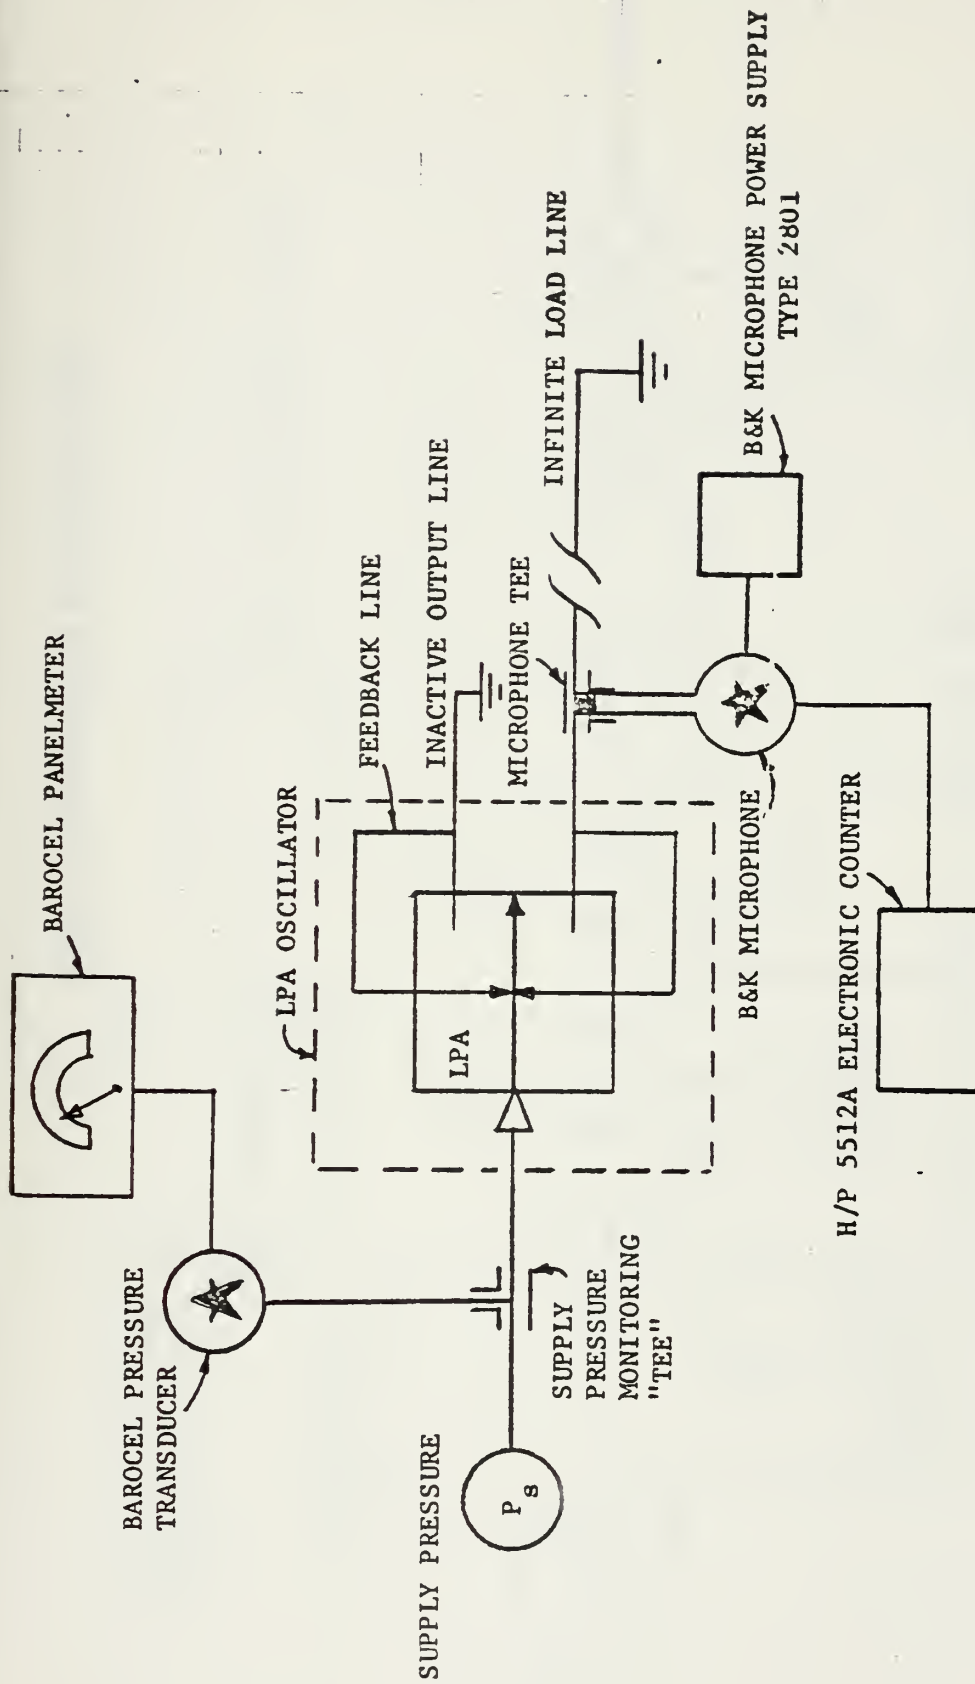 BAROCEL PANELMETER
BAROCEL PRESSURE
TRANSDUCER
LPA OSCILLATOR
FEEDBACK LINE
INACTIVE OUTPUT LINE
SUPPLY PRESSURE
P s
LPA
MICROPHONE TEE
INFINITE LOAD LINE
SUPPLY
PRESSURE
MONITORING
"TEE"
B&K MICROPHONE
B&K MICROPHONE POWER SUPPLY
TYPE 2801
H/P 5512A ELECTRONIC COUNTER